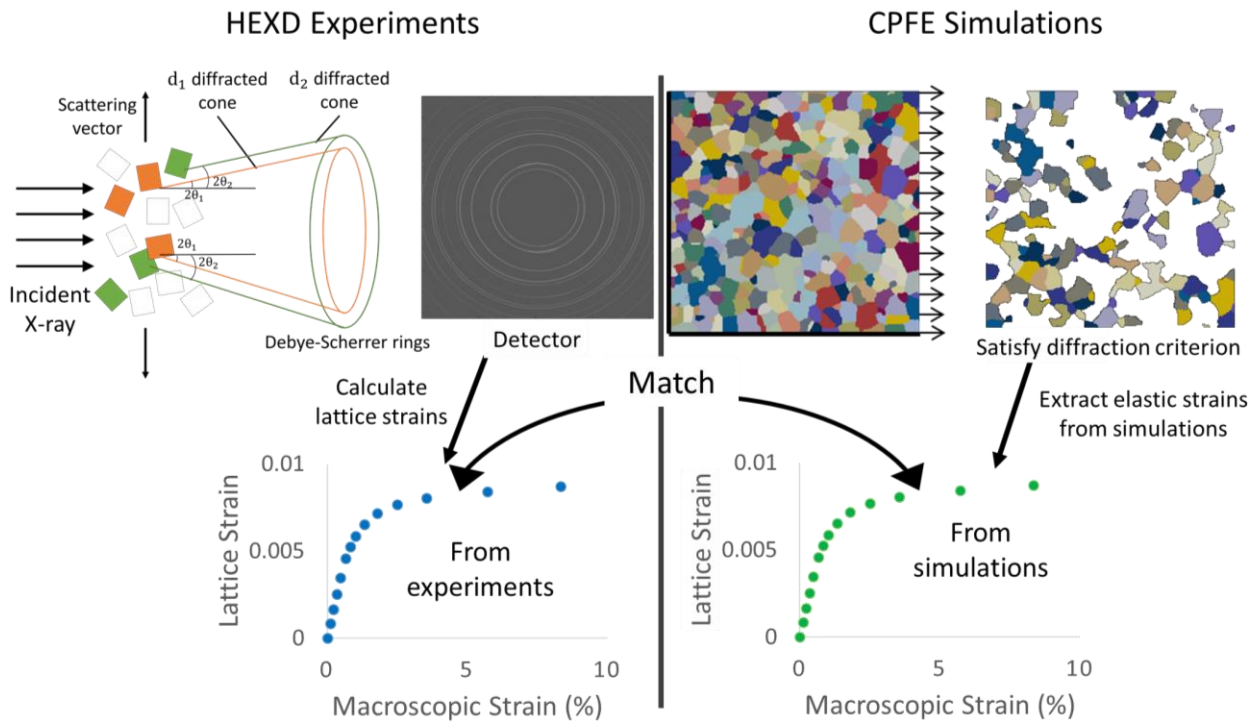 HEXD Experiments
CPFE Simulations
d₁ diffracted
cone
d₂ diffracted
cone
Scattering
vector
2θ₂
2θ₁
2θ₁
2θ₂
Incident
X-ray
Debye-Scherrer rings
Detector
Satisfy diffraction criterion
Calculate
lattice strains
Match
Extract elastic strains
from simulations
0.01
0.005
0
Lattice Strain
From
experiments
0
5
10
Macroscopic Strain (%)
0.01
0.005
0
Lattice Strain
From
simulations
0
5
10
Macroscopic Strain (%)